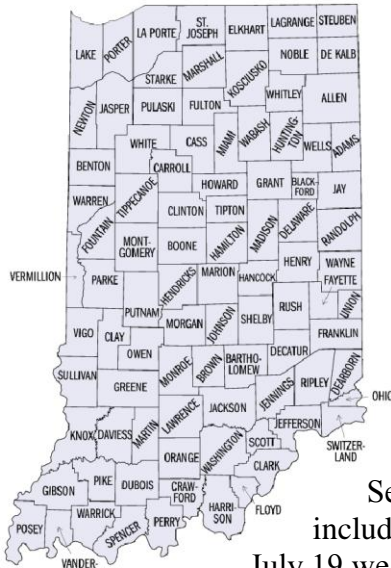 LAKE PORTER LA PORTE ST. JOSEPH ELKHART LAGRANGE STEUBEN
NOBLE DE KALB
STARKE MARSHALL KOSCIUSKO
NEWTON JASPER PULASKI FULTON WHITLEY ALLEN
WHITE CASS MIAMI WABASH HUNTING-
TON WELLS ADAMS
BENTON CARROLL
HOWARD GRANT BLACK-
FORD JAY
WARREN TIPPECANOE
FOUNTAIN CLINTON TIPTON MADISON DELAWARE RANDOLPH
MONT-
GOMERY BOONE HAMILTON
HENRY WAYNE
VERMILLION PARKE HENDRICKS MARION HANCOCK FAYETTE
UNION
PUTNAM RUSH
MORGAN JOHNSON SHELBY
VIGO CLAY FRANKLIN
OWEN DECATUR
SULLIVAN MONROE BROWN BARTHO-
LOMEW RIPLEY DEARBORN
GREENE JENNINGS
OHIO
JACKSON
KNOX DAVIESS MARTIN LAWRENCE JEFFERSON
SWITZER-
LAND
SCOTT
ORANGE WASHINGTON
CLARK
GIBSON PIKE DUBOIS CRAW-
FORD FLOYD
HARRI-
SON
WARRICK
POSEY SPENCER PERRY
VANDER-
Se
includ
July 19 we